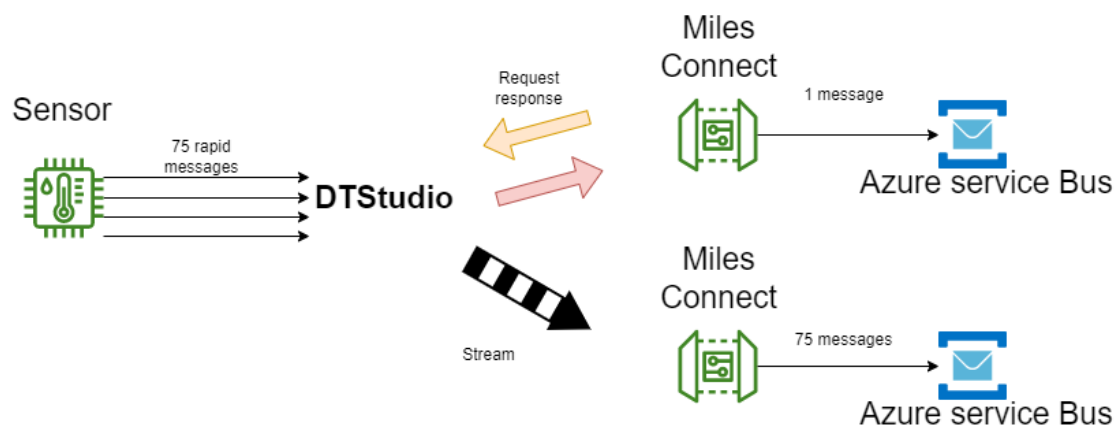 Sensor
75 rapid
messages
DTStudio
Request
response
Miles
Connect
1 message
Azure service Bus
Stream
Miles
Connect
75 messages
Azure service Bus